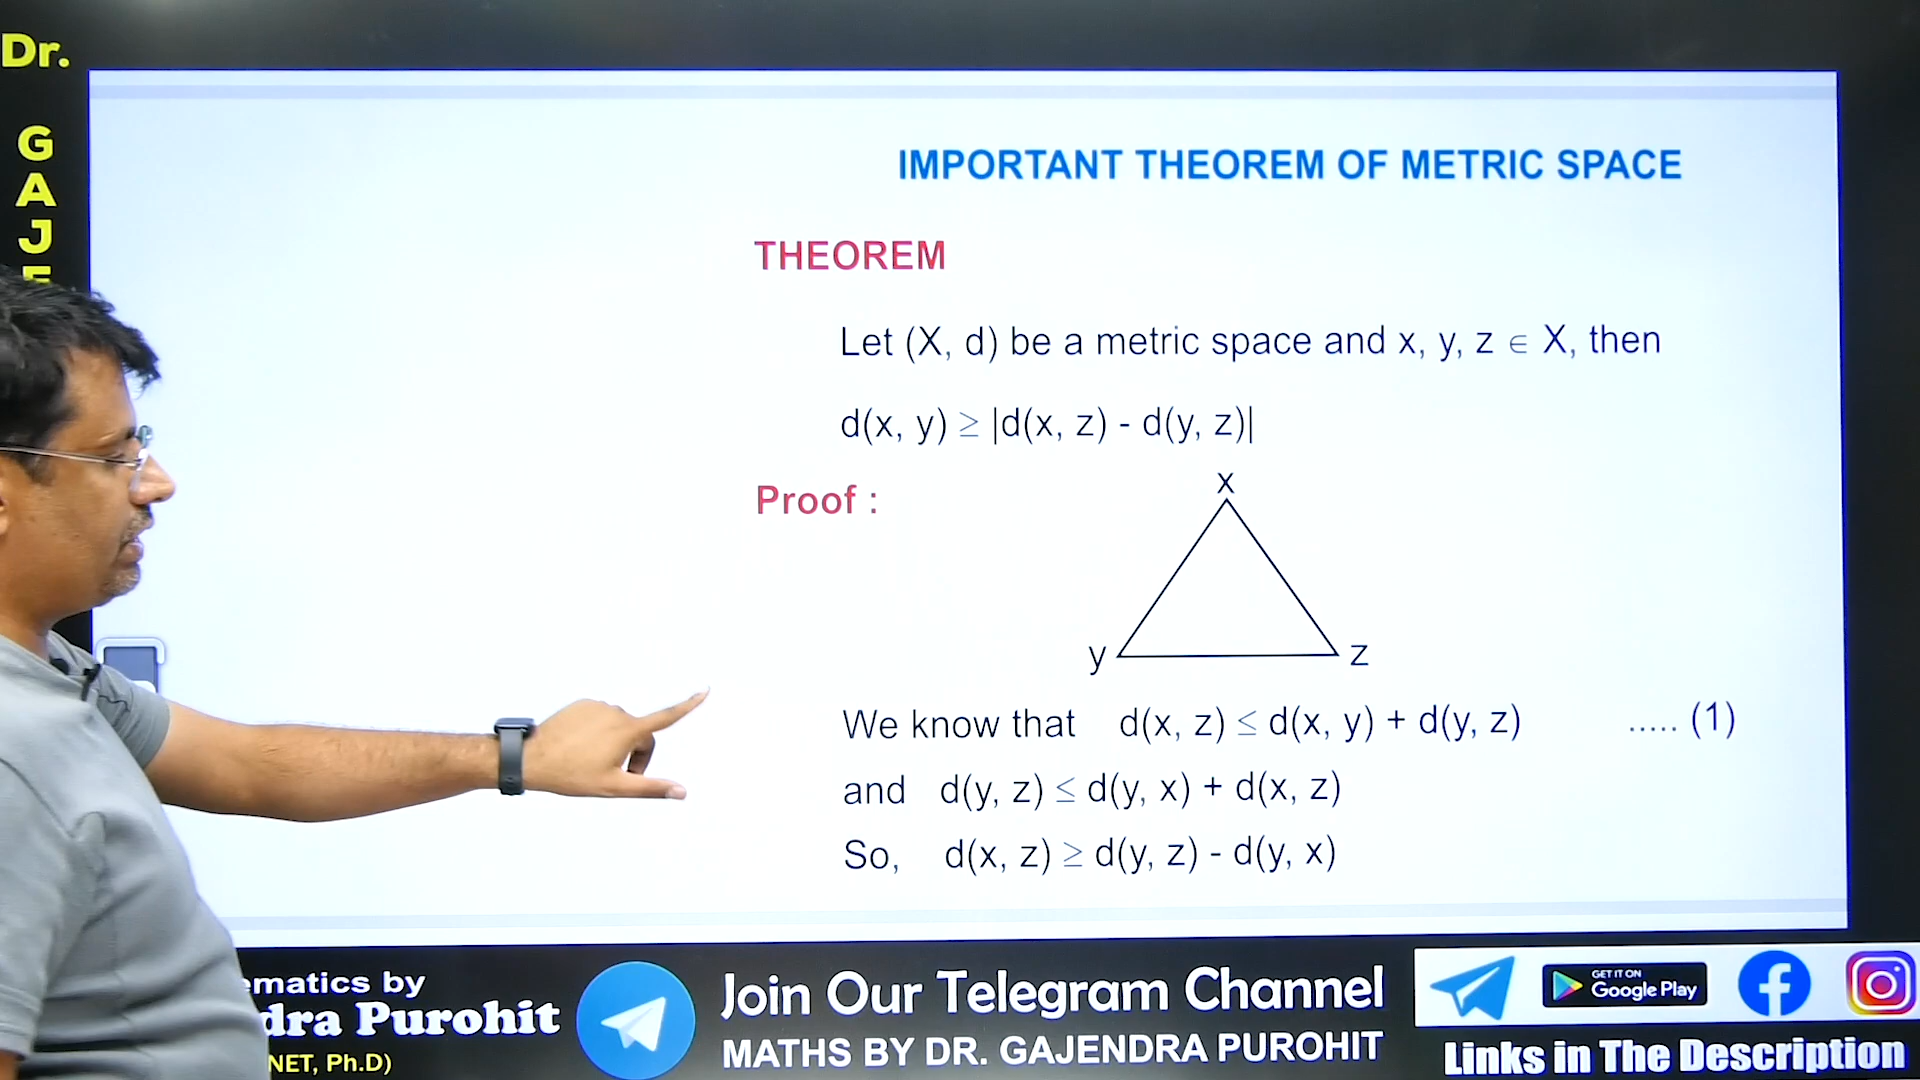 Dr.
G
A
J
IMPORTANT THEOREM OF METRIC SPACE
THEOREM
Let (X, d) be a metric space and x, y, z ∈ X, then
d(x, y) ≥ |d(x, z) - d(y, z)|
Proof :
x
y
z
We know that d(x, z) ≤ d(x, y) + d(y, z) ..... (1)
and d(y, z) ≤ d(y, x) + d(x, z)
So, d(x, z) ≥ d(y, z) - d(y, x)
ematics by
dra Purohit
NET, Ph.D)
Join Our Telegram Channel
MATHS BY DR. GAJENDRA PUROHIT
GET IT ON
Google Play
Links in The Description